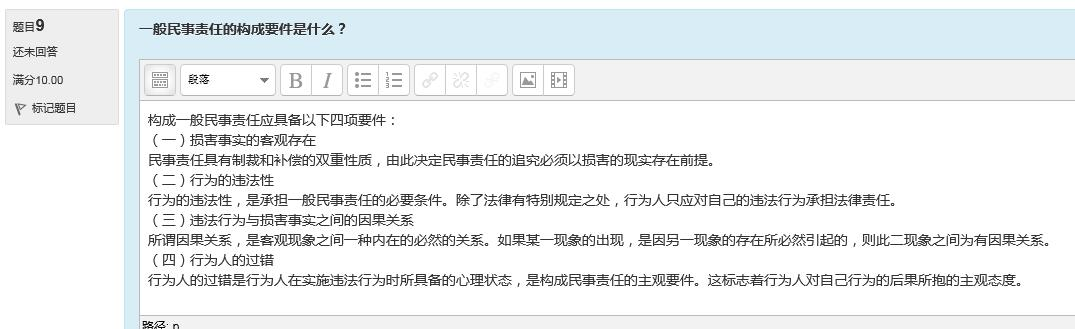 题目9
还未回答
满分10.00
标记题目
一般民事责任的构成要件是什么？
段落
B I
构成一般民事责任应具备以下四项要件：
（一）损害事实的客观存在
民事责任具有制裁和补偿的双重性质，由此决定民事责任的追究必须以损害的现实存在前提。
（二）行为的违法性
行为的违法性，是承担一般民事责任的必要条件。除了法律有特别规定之处，行为人只应对自己的违法行为承担法律责任。
（三）违法行为与损害事实之间的因果关系
所谓因果关系，是客观现象之间一种内在的必然的关系。如果某一现象的出现，是因另一现象的存在所必然引起的，则此二现象之间为有因果关系。
（四）行为人的过错
行为人的过错是行为人在实施违法行为时所具备的心理状态，是构成民事责任的主观要件。这标志着行为人对自己行为的后果所抱的主观态度。
路径: p